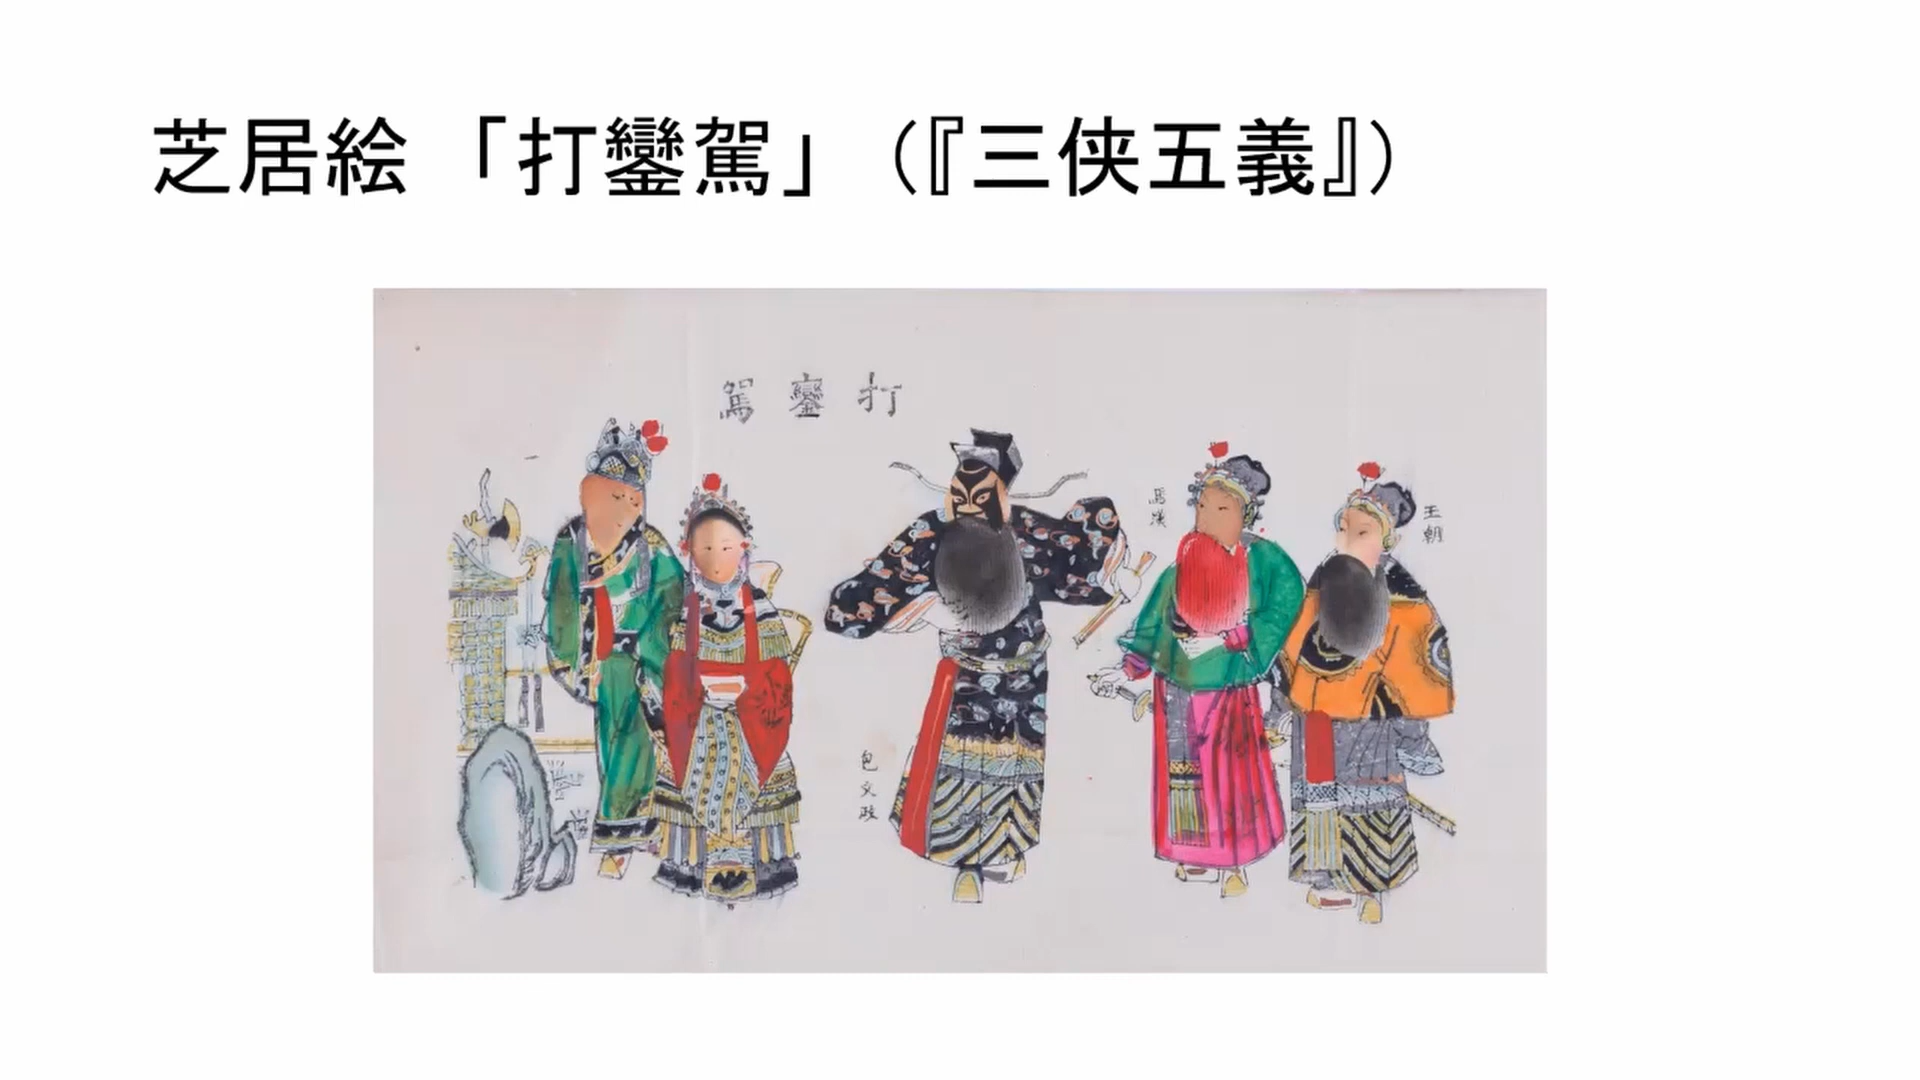 芝居絵 「打鑾駕」 (『三侠五義』)
打鑾駕
馬漢
王朝
包文政